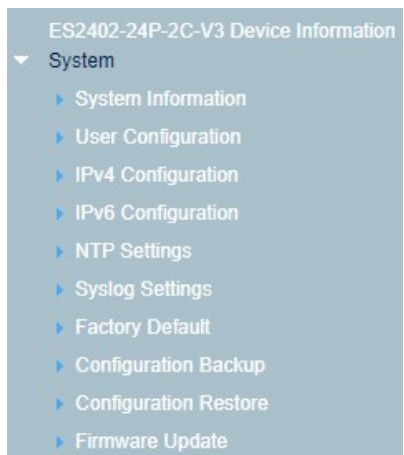 ES2402-24P-2C-V3 Device Information
System
System Information
User Configuration
IPv4 Configuration
IPv6 Configuration
NTP Settings
Syslog Settings
Factory Default
Configuration Backup
Configuration Restore
Firmware Update